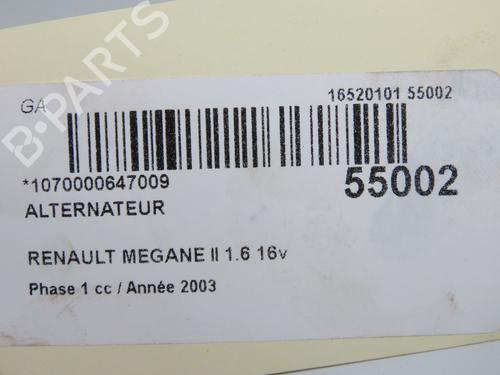 GA
16520101 55002
*1070000647009
55002
ALTERNATEUR
RENAULT MEGANE II 1.6 16v
Phase 1 cc / Année 2003
B-PARTS